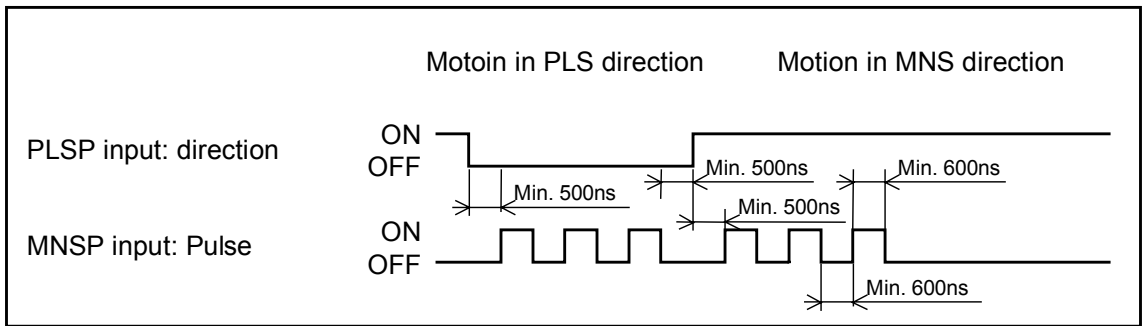 Motoin in PLS direction
Motion in MNS direction
PLSP input: direction
ON
OFF
Min. 500ns
Min. 600ns
Min. 500ns
Min. 500ns
MNSP input: Pulse
ON
OFF
Min. 600ns